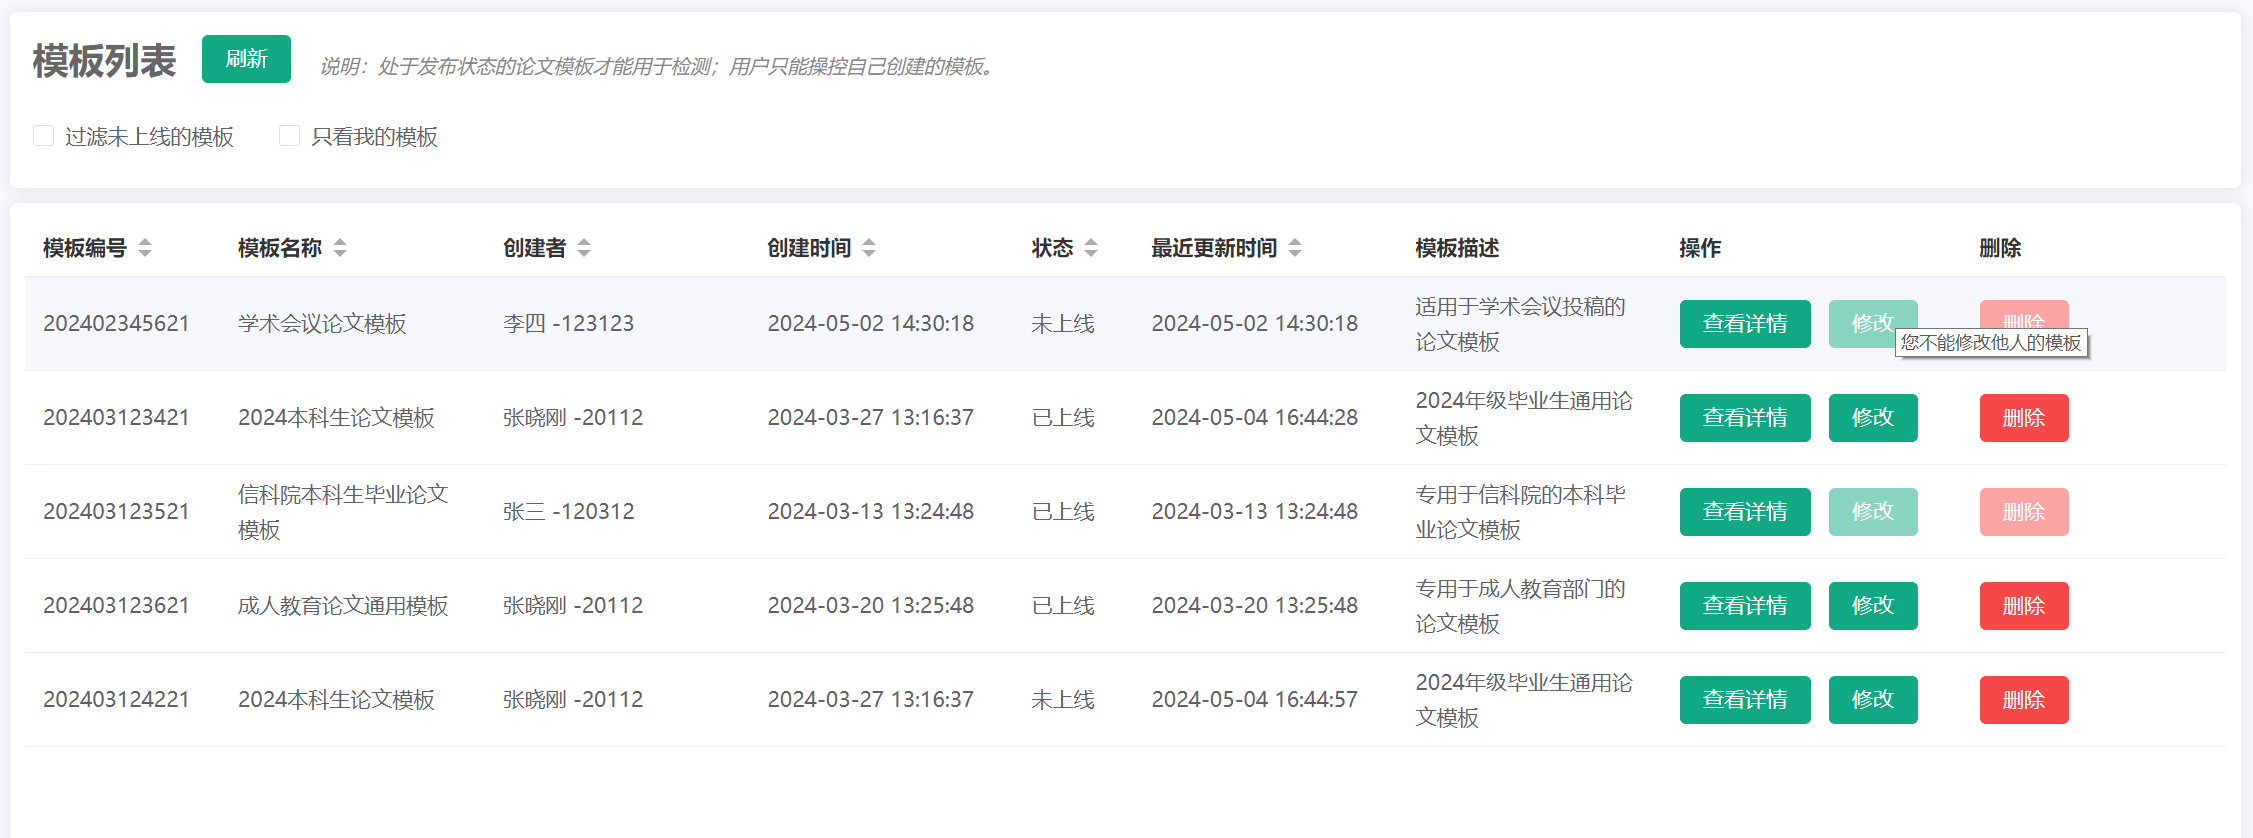 模板列表 刷新 说明：处于发布状态的论文模板才能用于检测；用户只能操控自己创建的模板。
过滤未上线的模板 只看我的模板
模板编号 模板名称 创建者 创建时间 状态 最近更新时间 模板描述 操作 删除
202402345621 学术会议论文模板 李四 -123123 2024-05-02 14:30:18 未上线 2024-05-02 14:30:18 适用于学术会议投稿的 查看详情 修改 删除
论文模板
您不能修改他人的模板
202403123421 2024本科生论文模板 张晓刚 -20112 2024-03-27 13:16:37 已上线 2024-05-04 16:44:28 2024年级毕业生通用论 查看详情 修改 删除
文模板
202403123521 信科院本科生毕业论文 张三 -120312 2024-03-13 13:24:48 已上线 2024-03-13 13:24:48 专用于信科院的本科毕 查看详情 修改 删除
模板 业论文模板
202403123621 成人教育论文通用模板 张晓刚 -20112 2024-03-20 13:25:48 已上线 2024-03-20 13:25:48 专用于成人教育部门的 查看详情 修改 删除
论文模板
202403124221 2024本科生论文模板 张晓刚 -20112 2024-03-27 13:16:37 未上线 2024-05-04 16:44:57 2024年级毕业生通用论 查看详情 修改 删除
文模板